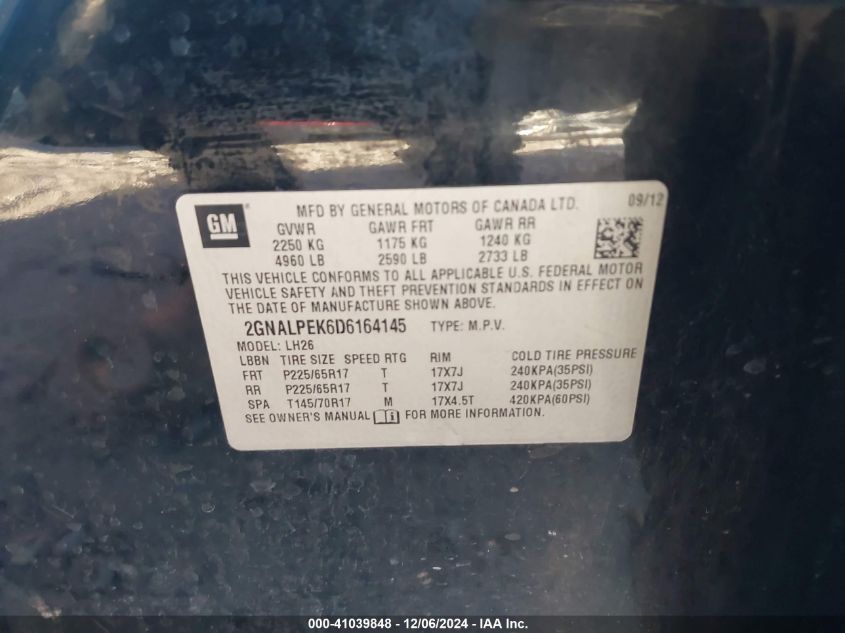 GM
MFD BY GENERAL MOTORS OF CANADA LTD. 09/12
GVWR GAWR FRT GAWR RR
2250 KG 1175 KG 1240 KG
4960 LB 2590 LB 2733 LB
THIS VEHICLE CONFORMS TO ALL APPLICABLE U.S. FEDERAL MOTOR
VEHICLE SAFETY AND THEFT PREVENTION STANDARDS IN EFFECT ON
THE DATE OF MANUFACTURE SHOWN ABOVE.
2GNALPEK6D6164145 TYPE: M.P.V.
MODEL: LH26
LBBN TIRE SIZE SPEED RTG RIM COLD TIRE PRESSURE
FRT P225/65R17 T 17X7J 240KPA(35PSI)
RR P225/65R17 T 17X7J 240KPA(35PSI)
SPA T145/70R17 M 17X4.5T 420KPA(60PSI)
SEE OWNER'S MANUAL FOR MORE INFORMATION.
000-41039848 - 12/06/2024 - IAA Inc.